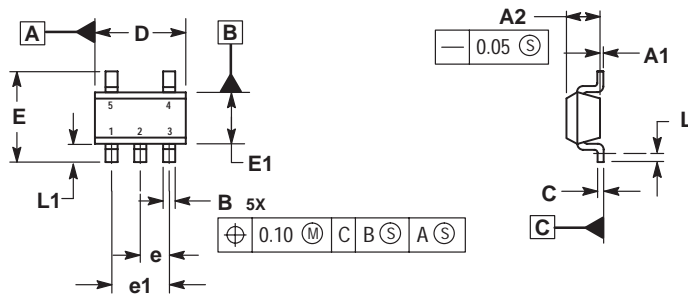 A2
A
D
B
— 0.05 Ⓢ
A1
E
5 4
1 2 3
L
E1
L1
B 5X
C
⌖ 0.10 Ⓜ C B Ⓢ A Ⓢ
C
e
e1